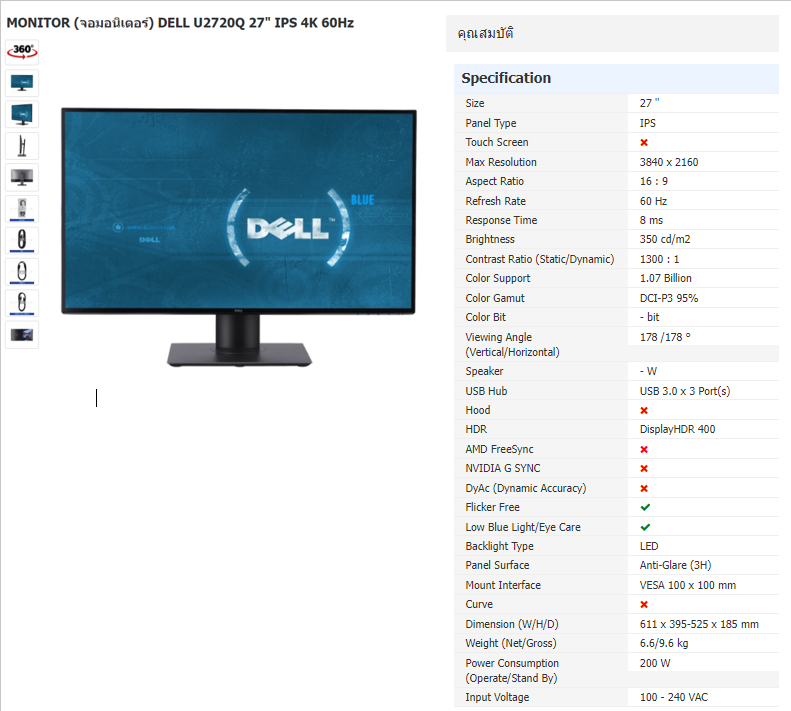 MONITOR (จอมอนิเตอร์) DELL U2720Q 27" IPS 4K 60Hz
360°
BLUE
DELL™
DELL
คุณสมบัติ
Specification
Size 27 "
Panel Type IPS
Touch Screen
Max Resolution 3840 x 2160
Aspect Ratio 16 : 9
Refresh Rate 60 Hz
Response Time 8 ms
Brightness 350 cd/m2
Contrast Ratio (Static/Dynamic) 1300 : 1
Color Support 1.07 Billion
Color Gamut DCI-P3 95%
Color Bit - bit
Viewing Angle 178 /178 °
(Vertical/Horizontal)
Speaker - W
USB Hub USB 3.0 x 3 Port(s)
Hood
HDR DisplayHDR 400
AMD FreeSync
NVIDIA G SYNC
DyAc (Dynamic Accuracy)
Flicker Free
Low Blue Light/Eye Care
Backlight Type LED
Panel Surface Anti-Glare (3H)
Mount Interface VESA 100 x 100 mm
Curve
Dimension (W/H/D) 611 x 395-525 x 185 mm
Weight (Net/Gross) 6.6/9.6 kg
Power Consumption 200 W
(Operate/Stand By)
Input Voltage 100 - 240 VAC